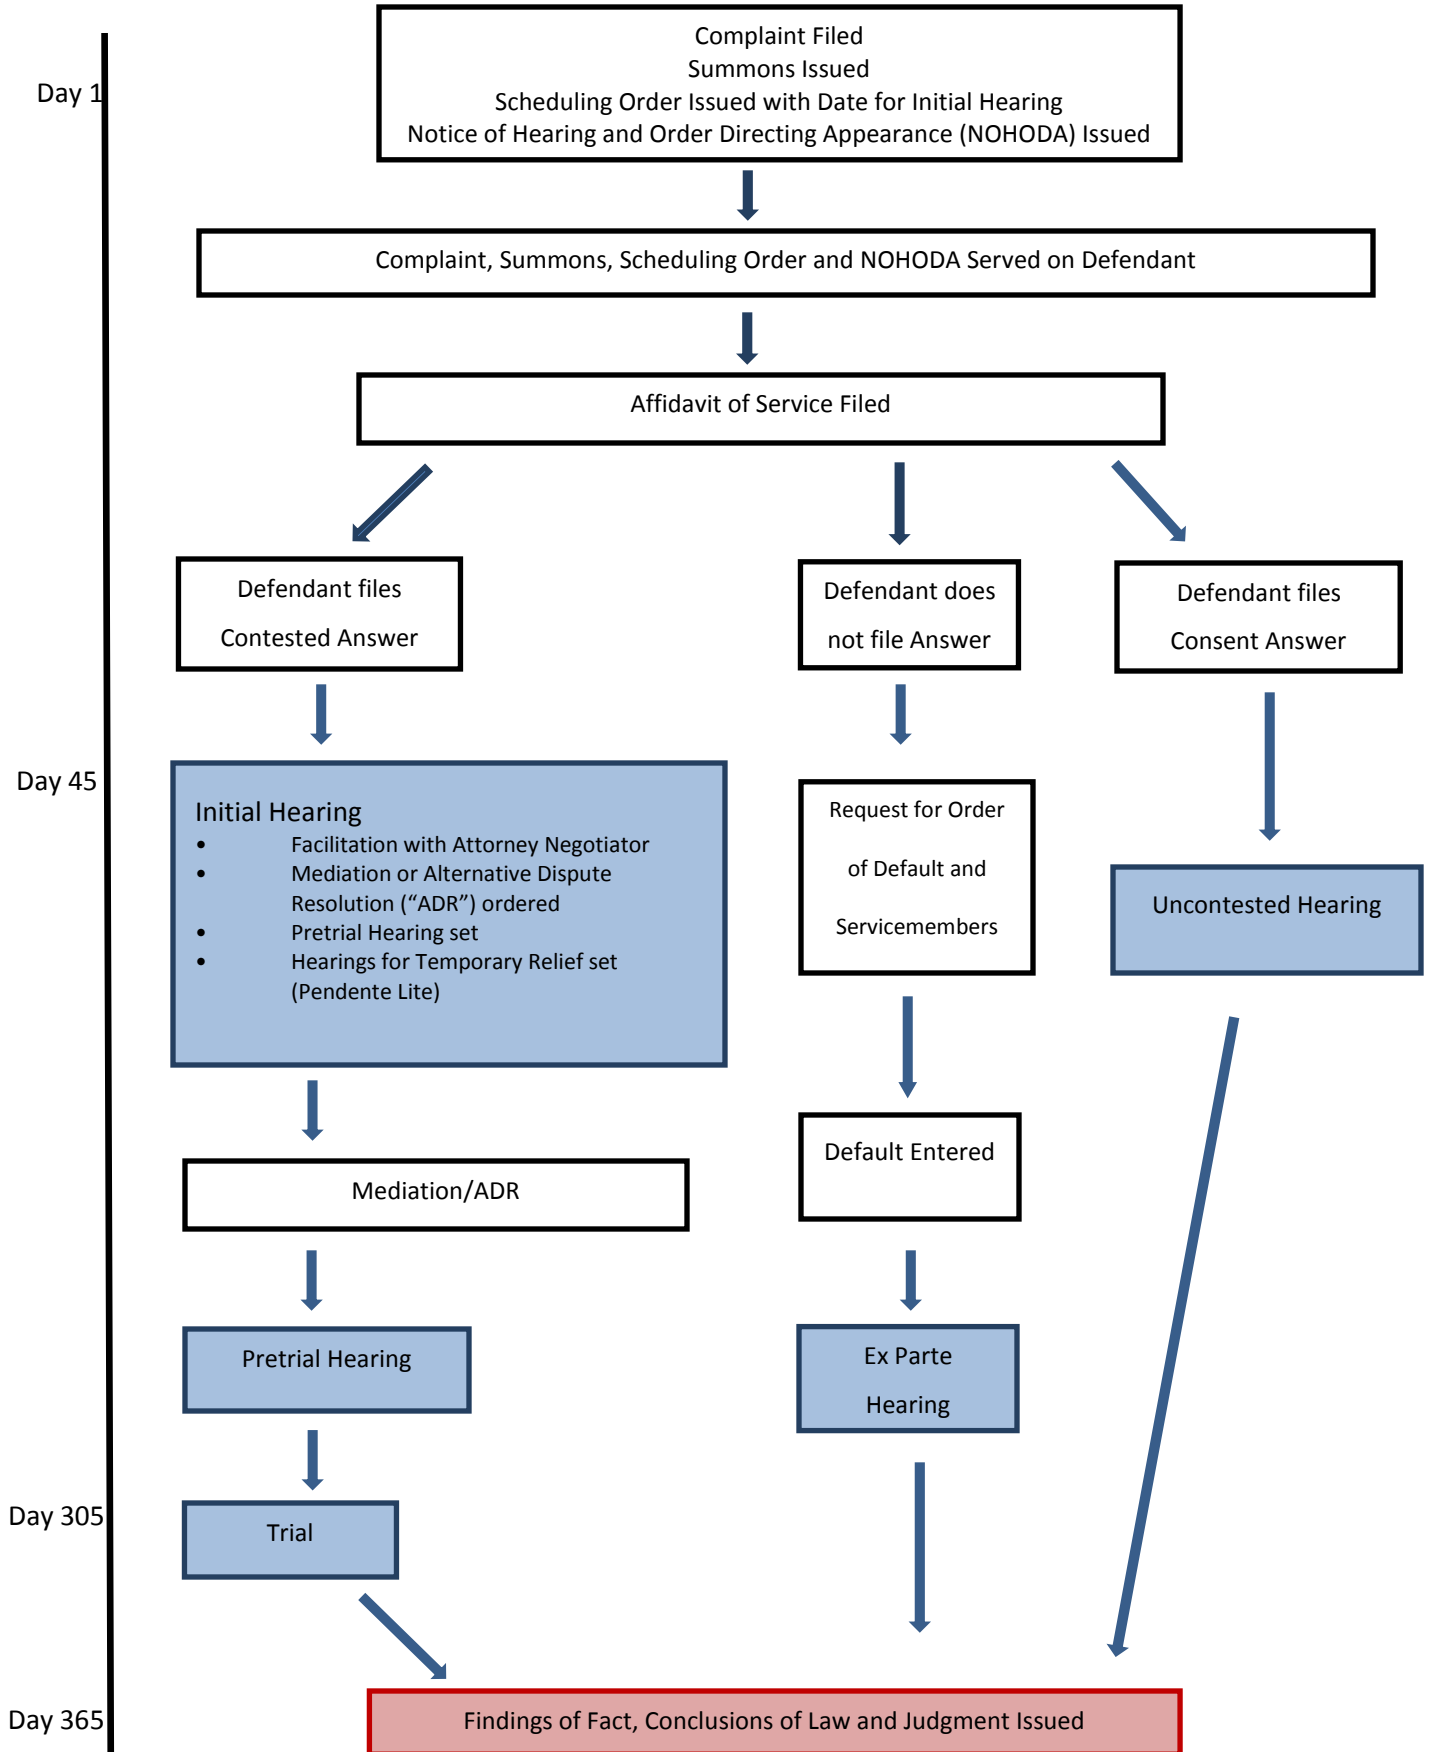 Day 1
Complaint Filed
Summons Issued
Scheduling Order Issued with Date for Initial Hearing
Notice of Hearing and Order Directing Appearance (NOHODA) Issued
Complaint, Summons, Scheduling Order and NOHODA Served on Defendant
Affidavit of Service Filed
Defendant files
Contested Answer
Defendant does
not file Answer
Defendant files
Consent Answer
Day 45
Initial Hearing
• Facilitation with Attorney Negotiator
• Mediation or Alternative Dispute
Resolution (“ADR”) ordered
• Pretrial Hearing set
• Hearings for Temporary Relief set
(Pendente Lite)
Request for Order
of Default and
Servicemembers
Uncontested Hearing
Mediation/ADR
Default Entered
Pretrial Hearing
Ex Parte
Hearing
Day 305
Trial
Day 365
Findings of Fact, Conclusions of Law and Judgment Issued